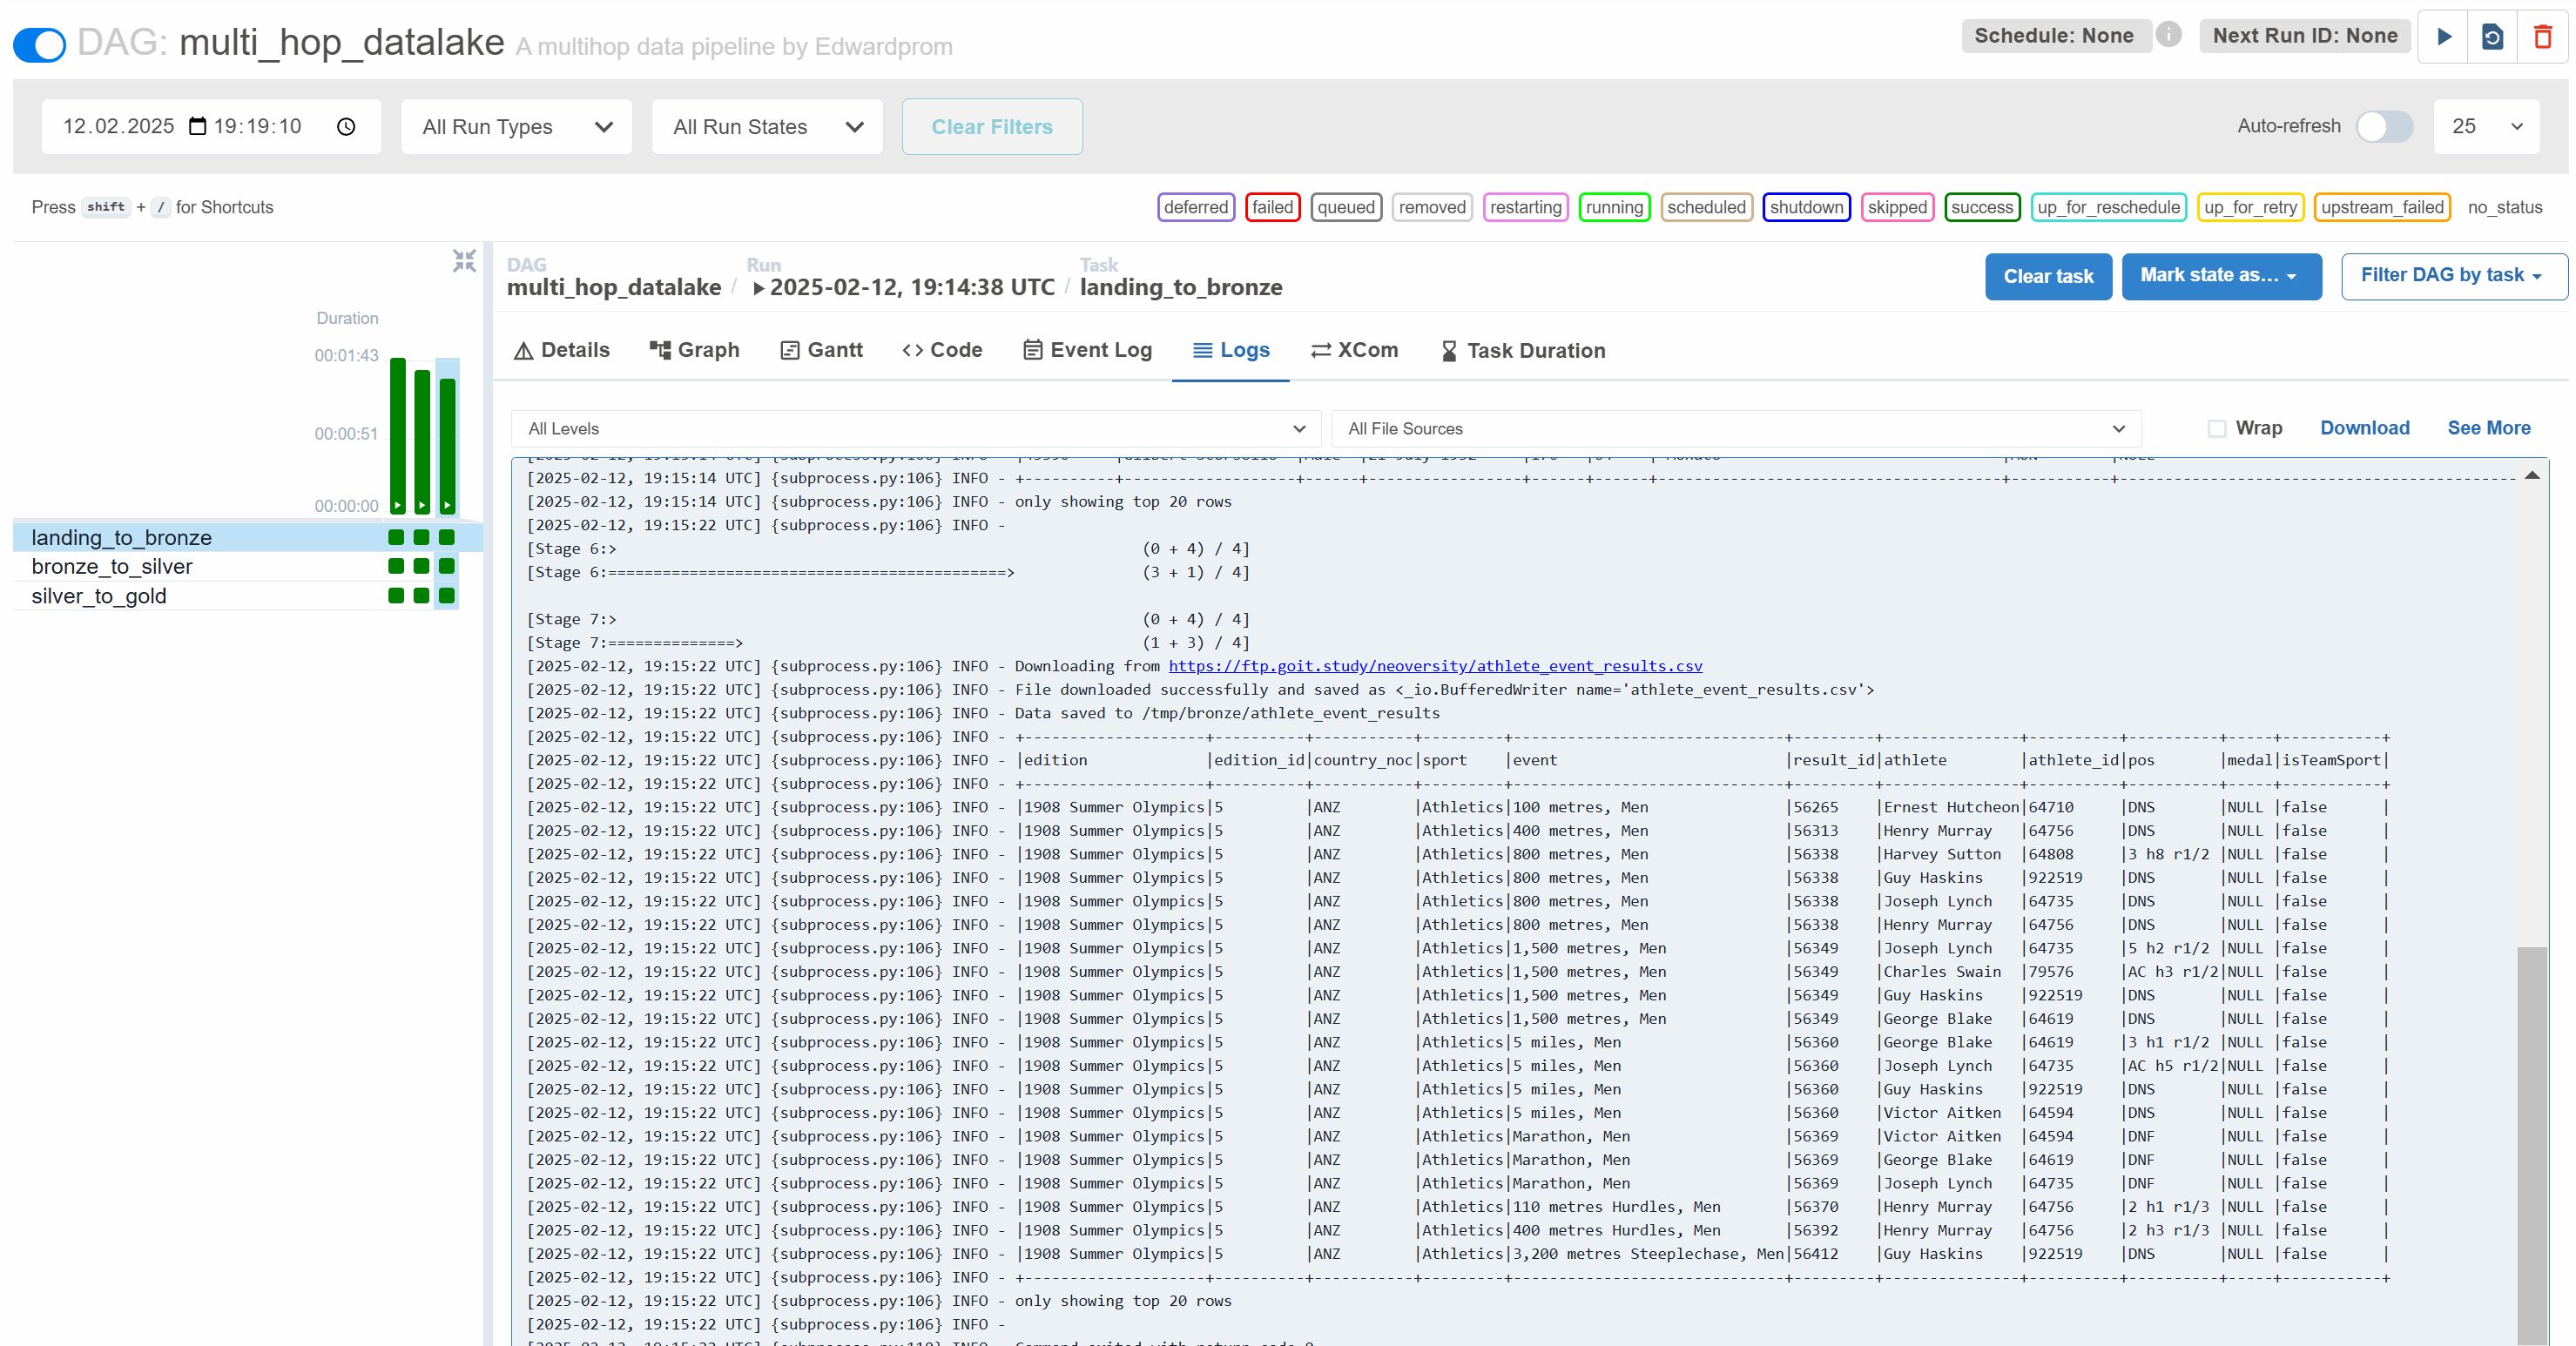 DAG: multi_hop_datalake A multihop data pipeline by Edwardprom Schedule: None Next Run ID: None
12.02.2025 19:19:10 All Run Types All Run States Clear Filters Auto-refresh 25
Press shift + / for Shortcuts deferred failed queued removed restarting running scheduled shutdown skipped success up_for_reschedule up_for_retry upstream_failed no_status
DAG Run Task
multi_hop_datalake / 2025-02-12, 19:14:38 UTC / landing_to_bronze
Clear task Mark state as... Filter DAG by task
Duration
00:01:43
00:00:51
00:00:00
landing_to_bronze
bronze_to_silver
silver_to_gold
Details Graph Gantt Code Event Log Logs XCom Task Duration
All Levels All File Sources Wrap Download See More
[2025-02-12, 19:15:14 UTC] {subprocess.py:106} INFO - +----------+-------------------+------+-----------------+------+------+--------------------------------------+-----------+--------------------------------------------
[2025-02-12, 19:15:14 UTC] {subprocess.py:106} INFO - only showing top 20 rows
[2025-02-12, 19:15:22 UTC] {subprocess.py:106} INFO -
[Stage 6:> (0 + 4) / 4]
[Stage 6:============================================> (3 + 1) / 4]
[Stage 7:> (0 + 4) / 4]
[Stage 7:==============> (1 + 3) / 4]
[2025-02-12, 19:15:22 UTC] {subprocess.py:106} INFO - Downloading from https://ftp.goit.study/neoversity/athlete_event_results.csv
[2025-02-12, 19:15:22 UTC] {subprocess.py:106} INFO - File downloaded successfully and saved as <_io.BufferedWriter name='athlete_event_results.csv'>
[2025-02-12, 19:15:22 UTC] {subprocess.py:106} INFO - Data saved to /tmp/bronze/athlete_event_results
[2025-02-12, 19:15:22 UTC] {subprocess.py:106} INFO - +--------------------+----------+-----------+---------+------------------------------+---------+---------------+----------+----------+-----+-----------+
[2025-02-12, 19:15:22 UTC] {subprocess.py:106} INFO - |edition |edition_id|country_noc|sport |event |result_id|athlete |athlete_id|pos |medal|isTeamSport|
[2025-02-12, 19:15:22 UTC] {subprocess.py:106} INFO - +--------------------+----------+-----------+---------+------------------------------+---------+---------------+----------+----------+-----+-----------+
[2025-02-12, 19:15:22 UTC] {subprocess.py:106} INFO - |1908 Summer Olympics|5 |ANZ |Athletics|100 metres, Men |56265 |Ernest Hutcheon|64710 |DNS |NULL |false |
[2025-02-12, 19:15:22 UTC] {subprocess.py:106} INFO - |1908 Summer Olympics|5 |ANZ |Athletics|400 metres, Men |56313 |Henry Murray |64756 |DNS |NULL |false |
[2025-02-12, 19:15:22 UTC] {subprocess.py:106} INFO - |1908 Summer Olympics|5 |ANZ |Athletics|800 metres, Men |56338 |Harvey Sutton |64808 |3 h8 r1/2 |NULL |false |
[2025-02-12, 19:15:22 UTC] {subprocess.py:106} INFO - |1908 Summer Olympics|5 |ANZ |Athletics|800 metres, Men |56338 |Guy Haskins |922519 |DNS |NULL |false |
[2025-02-12, 19:15:22 UTC] {subprocess.py:106} INFO - |1908 Summer Olympics|5 |ANZ |Athletics|800 metres, Men |56338 |Joseph Lynch |64735 |DNS |NULL |false |
[2025-02-12, 19:15:22 UTC] {subprocess.py:106} INFO - |1908 Summer Olympics|5 |ANZ |Athletics|800 metres, Men |56338 |Henry Murray |64756 |DNS |NULL |false |
[2025-02-12, 19:15:22 UTC] {subprocess.py:106} INFO - |1908 Summer Olympics|5 |ANZ |Athletics|1,500 metres, Men |56349 |Joseph Lynch |64735 |5 h2 r1/2 |NULL |false |
[2025-02-12, 19:15:22 UTC] {subprocess.py:106} INFO - |1908 Summer Olympics|5 |ANZ |Athletics|1,500 metres, Men |56349 |Charles Swain |79576 |AC h3 r1/2|NULL |false |
[2025-02-12, 19:15:22 UTC] {subprocess.py:106} INFO - |1908 Summer Olympics|5 |ANZ |Athletics|1,500 metres, Men |56349 |Guy Haskins |922519 |DNS |NULL |false |
[2025-02-12, 19:15:22 UTC] {subprocess.py:106} INFO - |1908 Summer Olympics|5 |ANZ |Athletics|1,500 metres, Men |56349 |George Blake |64619 |DNS |NULL |false |
[2025-02-12, 19:15:22 UTC] {subprocess.py:106} INFO - |1908 Summer Olympics|5 |ANZ |Athletics|5 miles, Men |56360 |George Blake |64619 |3 h1 r1/2 |NULL |false |
[2025-02-12, 19:15:22 UTC] {subprocess.py:106} INFO - |1908 Summer Olympics|5 |ANZ |Athletics|5 miles, Men |56360 |Joseph Lynch |64735 |AC h5 r1/2|NULL |false |
[2025-02-12, 19:15:22 UTC] {subprocess.py:106} INFO - |1908 Summer Olympics|5 |ANZ |Athletics|5 miles, Men |56360 |Guy Haskins |922519 |DNS |NULL |false |
[2025-02-12, 19:15:22 UTC] {subprocess.py:106} INFO - |1908 Summer Olympics|5 |ANZ |Athletics|5 miles, Men |56360 |Victor Aitken |64594 |DNS |NULL |false |
[2025-02-12, 19:15:22 UTC] {subprocess.py:106} INFO - |1908 Summer Olympics|5 |ANZ |Athletics|Marathon, Men |56369 |Victor Aitken |64594 |DNF |NULL |false |
[2025-02-12, 19:15:22 UTC] {subprocess.py:106} INFO - |1908 Summer Olympics|5 |ANZ |Athletics|Marathon, Men |56369 |George Blake |64619 |DNF |NULL |false |
[2025-02-12, 19:15:22 UTC] {subprocess.py:106} INFO - |1908 Summer Olympics|5 |ANZ |Athletics|Marathon, Men |56369 |Joseph Lynch |64735 |DNF |NULL |false |
[2025-02-12, 19:15:22 UTC] {subprocess.py:106} INFO - |1908 Summer Olympics|5 |ANZ |Athletics|110 metres Hurdles, Men |56370 |Henry Murray |64756 |2 h1 r1/3 |NULL |false |
[2025-02-12, 19:15:22 UTC] {subprocess.py:106} INFO - |1908 Summer Olympics|5 |ANZ |Athletics|400 metres Hurdles, Men |56392 |Henry Murray |64756 |2 h3 r1/3 |NULL |false |
[2025-02-12, 19:15:22 UTC] {subprocess.py:106} INFO - |1908 Summer Olympics|5 |ANZ |Athletics|3,200 metres Steeplechase, Men|56412 |Guy Haskins |922519 |DNS |NULL |false |
[2025-02-12, 19:15:22 UTC] {subprocess.py:106} INFO - +--------------------+----------+-----------+---------+------------------------------+---------+---------------+----------+----------+-----+-----------+
[2025-02-12, 19:15:22 UTC] {subprocess.py:106} INFO - only showing top 20 rows
[2025-02-12, 19:15:22 UTC] {subprocess.py:106} INFO -